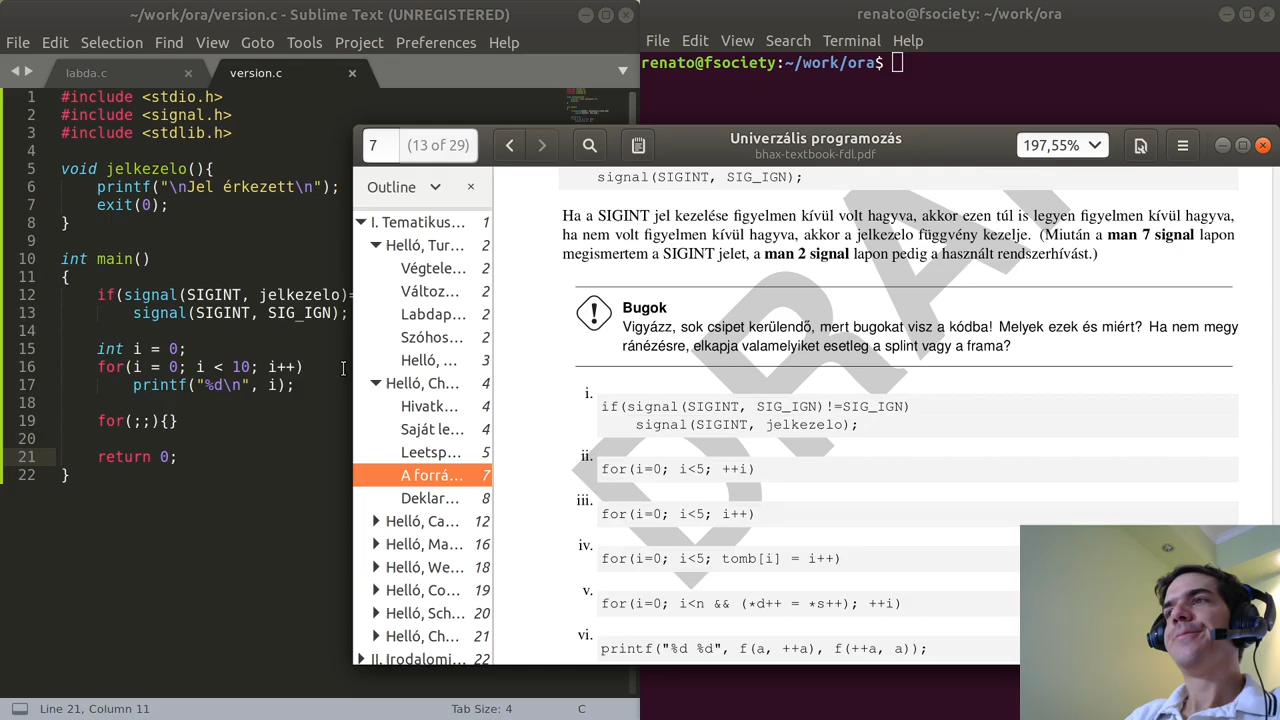 ~/work/ora/version.c - Sublime Text (UNREGISTERED)
File Edit Selection Find View Goto Tools Project Preferences Help
labda.c × version.c ×
1 #include <stdio.h>
2 #include <signal.h>
3 #include <stdlib.h>
4
5 void jelkezelo(){
6 printf("\nJel érkezett\n");
7 exit(0);
8 }
9
10 int main()
11 {
12 if(signal(SIGINT, jelkezelo)=
13 signal(SIGINT, SIG_IGN);
14
15 int i = 0;
16 for(i = 0; i < 10; i++)
17 printf("%d\n", i);
18
19 for(;;){}
20
21 return 0;
22 }
Line 21, Column 11 Tab Size: 4 C
renato@fsociety: ~/work/ora
File Edit View Search Terminal Help
renato@fsociety:~/work/ora$
7 (13 of 29)
Univerzális programozás
bhax-textbook-fdl.pdf
197,55%
Outline ×
I. Tematikus... 1
Helló, Tur... 2
Végtele... 2
Változ... 2
Labdap... 2
Szóhos... 2
Helló, ... 3
Helló, Ch... 4
Hivatk... 4
Saját le... 4
Leetsp... 5
A forrá... 7
Deklar... 8
Helló, Ca... 12
Helló, Ma... 16
Helló, We... 18
Helló, Co... 19
Helló, Sch... 20
Helló, Ch... 21
II. Irodalomi... 22
signal(SIGINT, SIG_IGN);
Ha a SIGINT jel kezelése figyelmen kívül volt hagyva, akkor ezen túl is legyen figyelmen kívül hagyva,
ha nem volt figyelmen kívül hagyva, akkor a jelkezelo függvény kezelje. (Miután a man 7 signal lapon
megismertem a SIGINT jelet, a man 2 signal lapon pedig a használt rendszerhívást.)
Bugok
Vigyázz, sok csipet kerülendő, mert bugokat visz a kódba! Melyek ezek és miért? Ha nem megy
ránézésre, elkapja valamelyiket esetleg a splint vagy a frama?
i.
if(signal(SIGINT, SIG_IGN)!=SIG_IGN)
signal(SIGINT, jelkezelo);
ii.
for(i=0; i<5; ++i)
iii.
for(i=0; i<5; i++)
iv.
for(i=0; i<5; tomb[i] = i++)
v.
for(i=0; i<n && (*d++ = *s++); ++i)
vi.
printf("%d %d", f(a, ++a), f(++a, a));
DRA